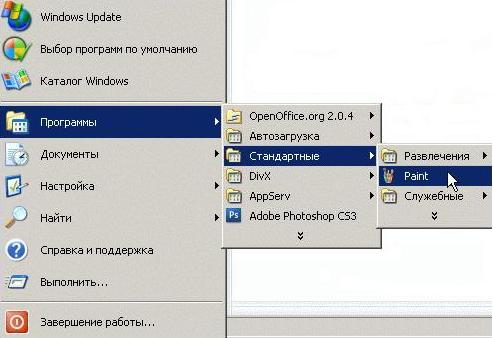 Windows Update
Выбор программ по умолчанию
Каталог Windows
Программы
Документы
Настройка
Найти
Справка и поддержка
Выполнить...
Завершение работы...
OpenOffice.org 2.0.4
Автозагрузка
Стандартные
DivX
AppServ
Ps Adobe Photoshop CS3
Развлечения
Paint
Служебные